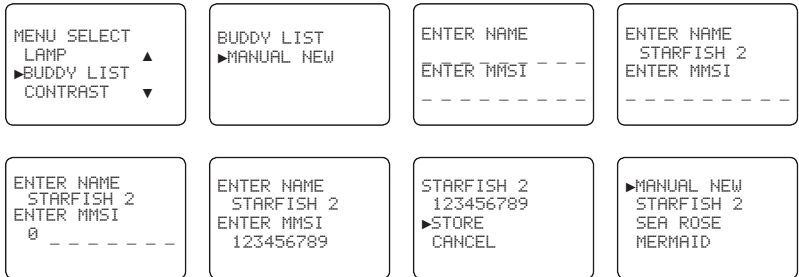 MENU SELECT
LAMP ▲
►BUDDY LIST
CONTRAST ▼
BUDDY LIST
►MANUAL NEW
ENTER NAME
_ _ _ _ _ _ _ _ _
ENTER MMSI
_ _ _ _ _ _ _ _ _
ENTER NAME
STARFISH 2
ENTER MMSI
_ _ _ _ _ _ _ _ _
ENTER NAME
STARFISH 2
ENTER MMSI
0 _ _ _ _ _ _ _
ENTER NAME
STARFISH 2
ENTER MMSI
123456789
STARFISH 2
123456789
►STORE
CANCEL
►MANUAL NEW
STARFISH 2
SEA ROSE
MERMAID